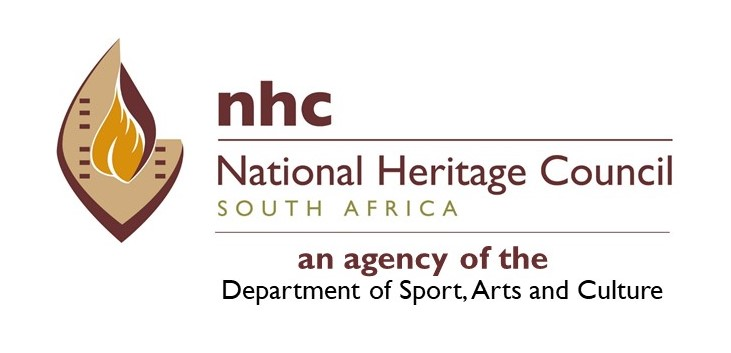 nhc
National Heritage Council
SOUTH AFRICA
an agency of the
Department of Sport, Arts and Culture